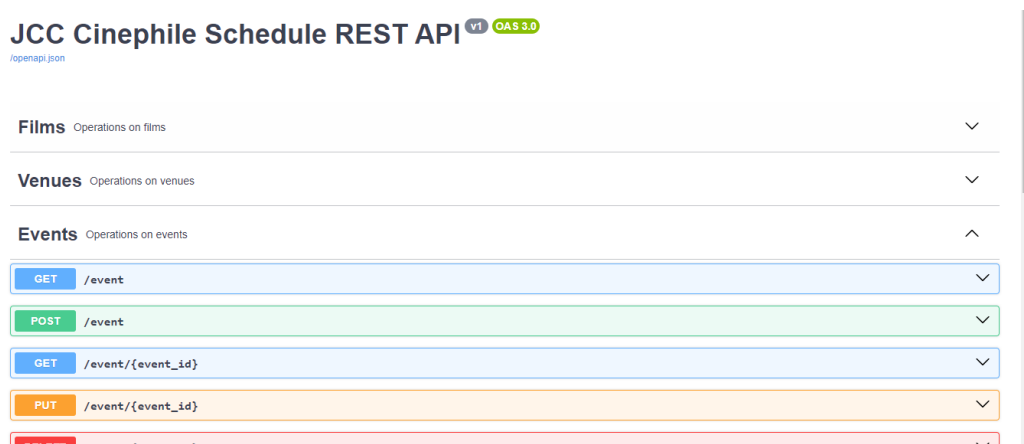 JCC Cinephile Schedule REST API v1 OAS 3.0
/openapi.json
Films Operations on films
Venues Operations on venues
Events Operations on events
GET /event
POST /event
GET /event/{event_id}
PUT /event/{event_id}